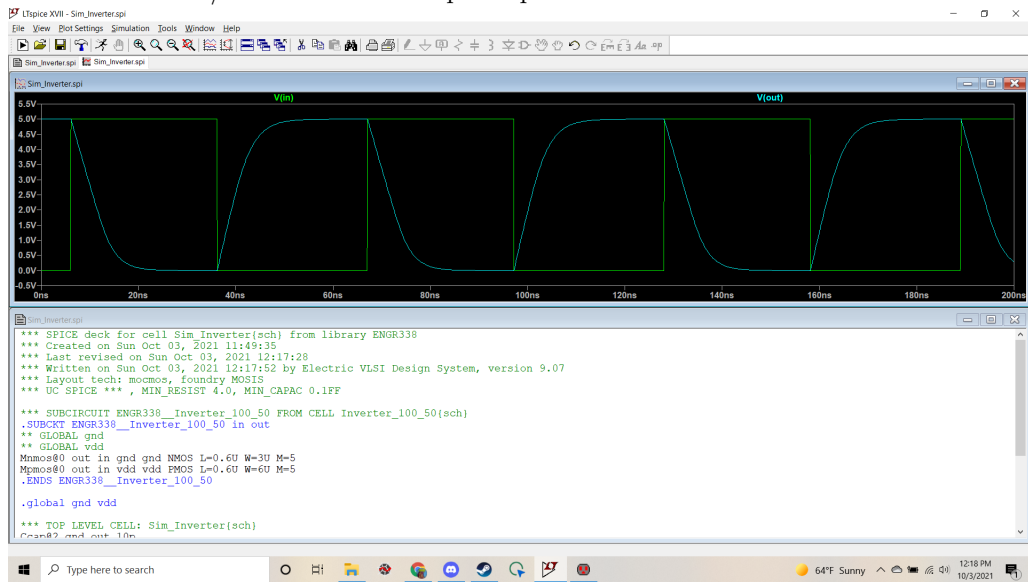 LTspice XVII - Sim_Inverter.spi
File View Plot Settings Simulation Tools Window Help
Sim_Inverter.spi Sim_Inverter.spi
Sim_Inverter.spi
V(in) V(out)
5.5V
5.0V
4.5V
4.0V
3.5V
3.0V
2.5V
2.0V
1.5V
1.0V
0.5V
0.0V
-0.5V
0ns 20ns 40ns 60ns 80ns 100ns 120ns 140ns 160ns 180ns 200ns
Sim_Inverter.spi
*** SPICE deck for cell Sim_Inverter{sch} from library ENGR338
*** Created on Sun Oct 03, 2021 11:49:35
*** Last revised on Sun Oct 03, 2021 12:17:28
*** Written on Sun Oct 03, 2021 12:17:52 by Electric VLSI Design System, version 9.07
*** Layout tech: mocmos, foundry MOSIS
*** UC SPICE *** , MIN_RESIST 4.0, MIN_CAPAC 0.1FF
*** SUBCIRCUIT ENGR338__Inverter_100_50 FROM CELL Inverter_100_50{sch}
.SUBCKT ENGR338__Inverter_100_50 in out
** GLOBAL gnd
** GLOBAL vdd
Mnmos@0 out in gnd gnd NMOS L=0.6U W=3U M=5
Mpmos@0 out in vdd vdd PMOS L=0.6U W=6U M=5
.ENDS ENGR338__Inverter_100_50
.global gnd vdd
*** TOP LEVEL CELL: Sim_Inverter{sch}
Ccap@2 gnd out 10p
Type here to search
64°F Sunny
12:18 PM
10/3/2021